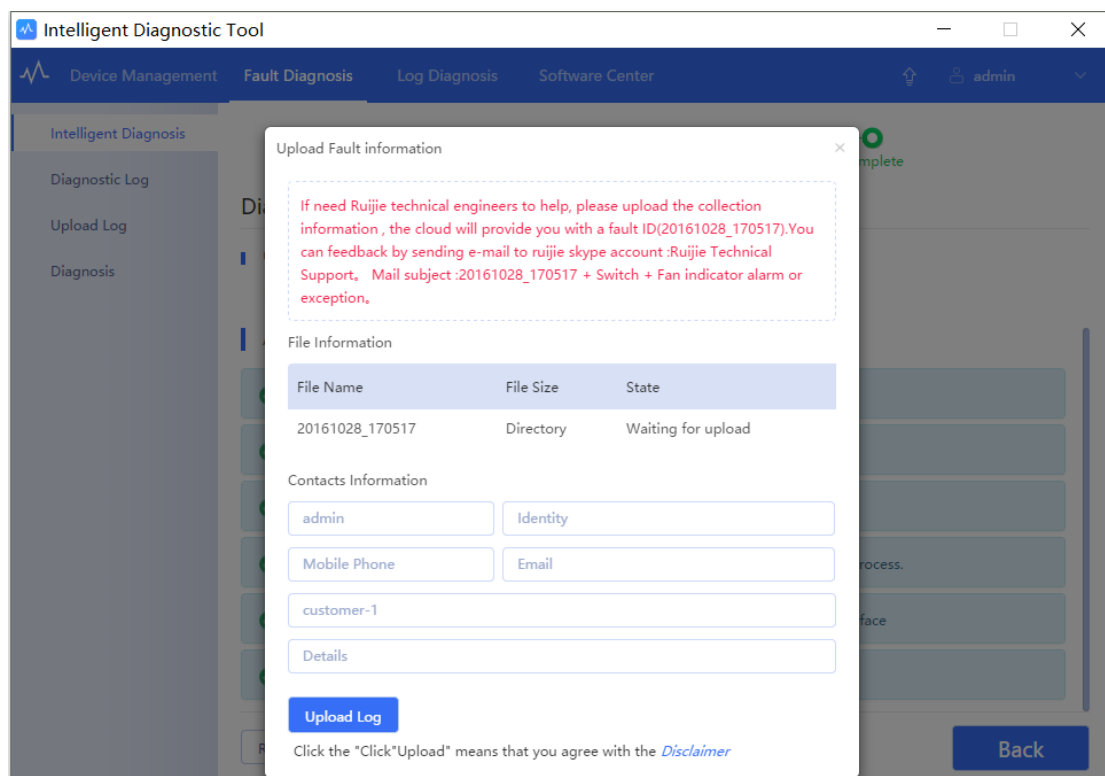 Intelligent Diagnostic Tool
Device Management Fault Diagnosis Log Diagnosis Software Center admin
Intelligent Diagnosis
Diagnostic Log
Upload Log
Diagnosis
Upload Fault information
If need Ruijie technical engineers to help, please upload the collection
information , the cloud will provide you with a fault ID(20161028_170517).You
can feedback by sending e-mail to ruijie skype account :Ruijie Technical
Support。 Mail subject :20161028_170517 + Switch + Fan indicator alarm or
exception。
File Information
File Name File Size State
20161028_170517 Directory Waiting for upload
Contacts Information
admin Identity
Mobile Phone Email
customer-1
Details
Upload Log
Click the "Click"Upload" means that you agree with the Disclaimer
mplete
Di
rocess.
face
Back